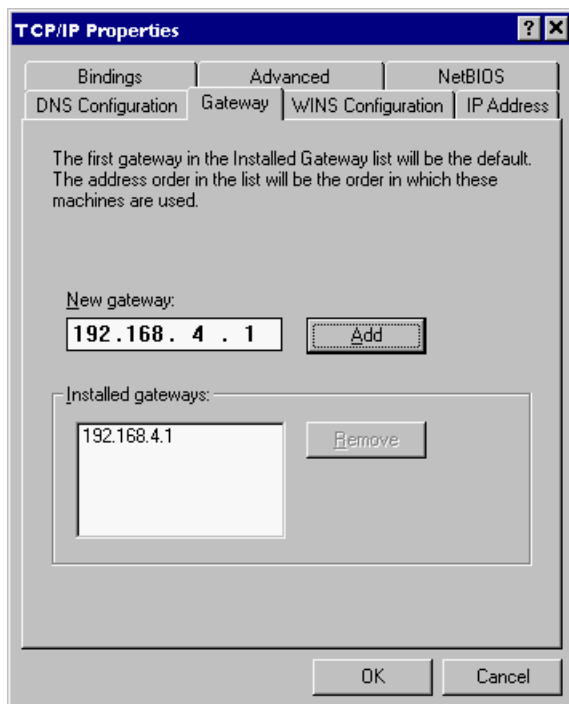 TCP/IP Properties
? X
Bindings Advanced NetBIOS
DNS Configuration Gateway WINS Configuration IP Address
The first gateway in the Installed Gateway list will be the default.
The address order in the list will be the order in which these
machines are used.
New gateway:
192.168. 4 . 1 Add
Installed gateways:
192.168.4.1 Remove
OK Cancel